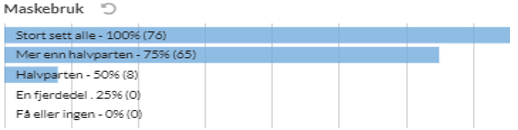 Maskebruk
Stort sett alle - 100% (76)
Mer enn halvparten - 75% (65)
Halvparten - 50% (8)
En fjerdedel . 25% (0)
Få eller ingen - 0% (0)